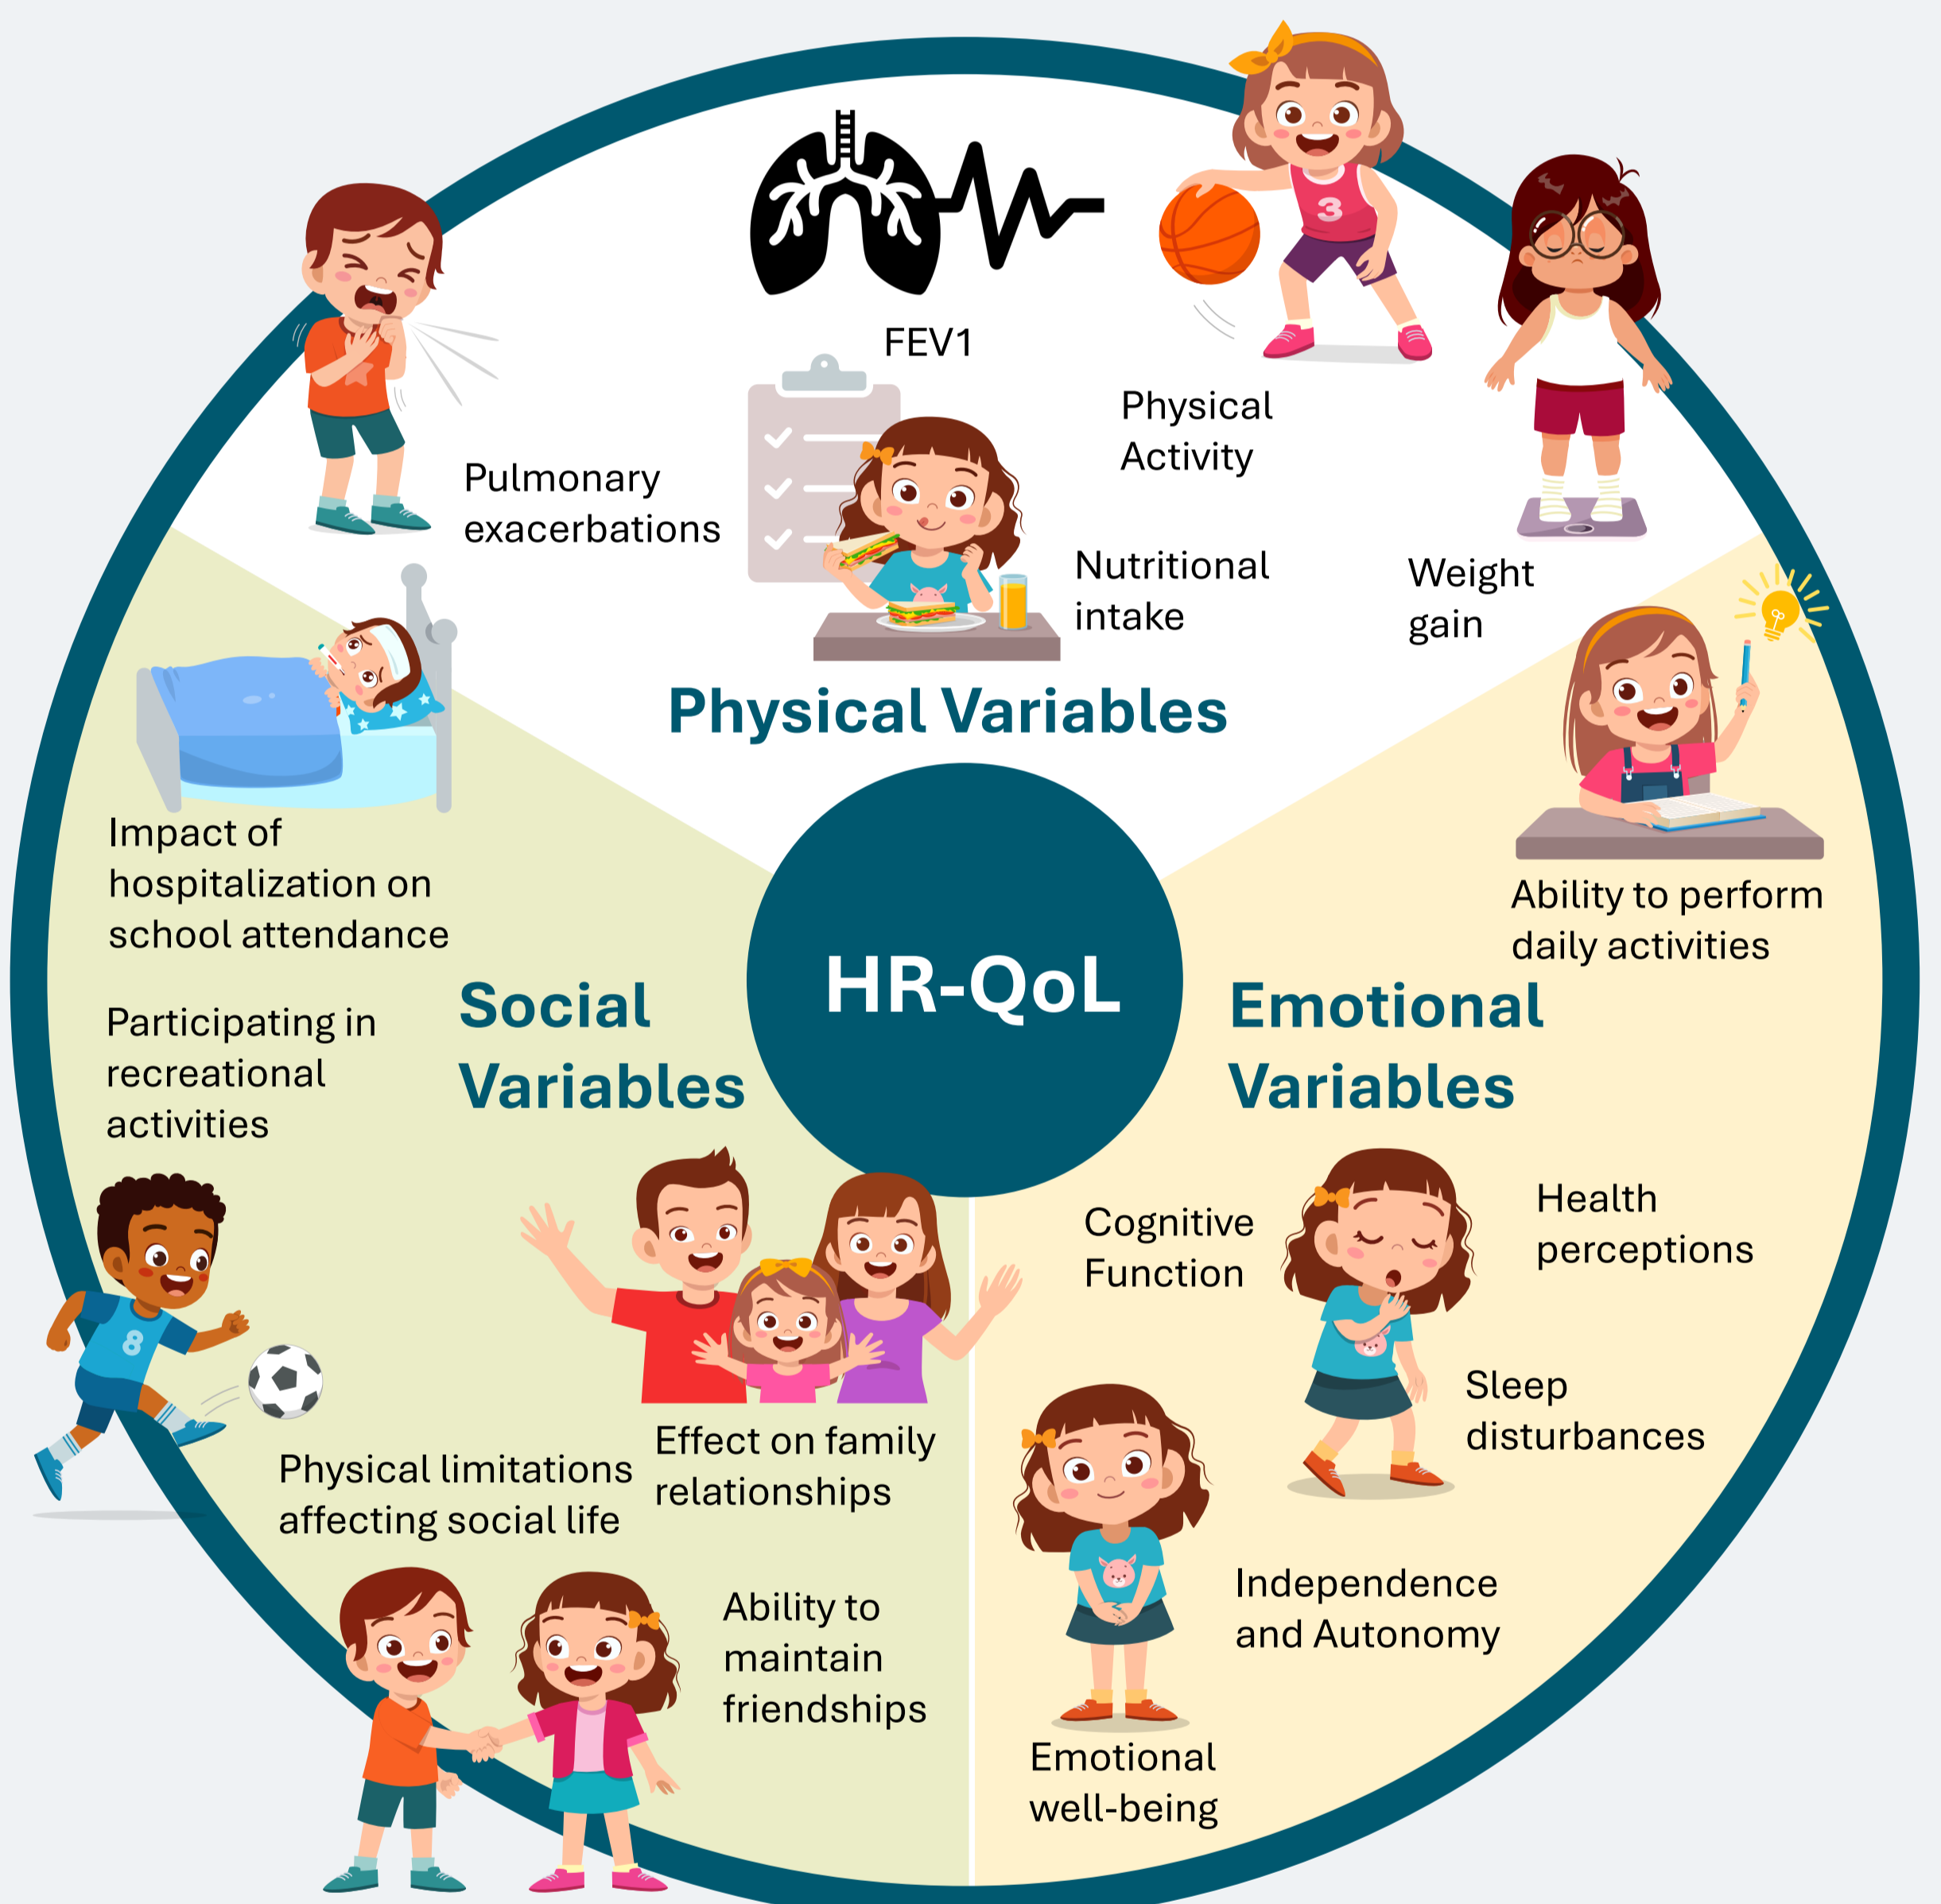 3
FEV1
Physical
Activity
Pulmonary
exacerbations
Nutritional
intake
Weight
gain
Physical Variables
Impact of
hospitalization on
school attendance
Participating in
recreational
activities
Social
Variables
HR-QoL
Ability to perform
daily activities
Emotional
Variables
8
Effect on family
relationships
Physical limitations
affecting social life
Ability to
maintain
friendships
Cognitive
Function
Health
perceptions
Sleep
disturbances
Independence
and Autonomy
Emotional
well-being